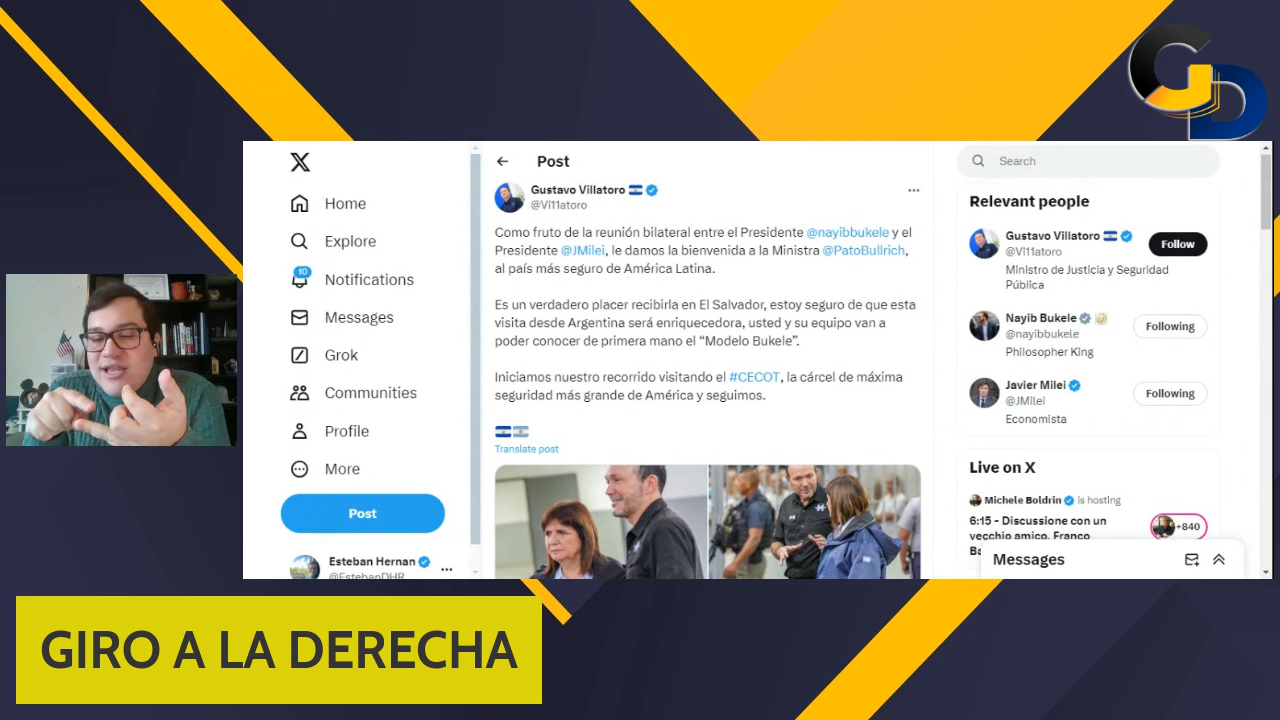 GD
X
Home
Explore
10
Notifications
Messages
Grok
Communities
Profile
More
Post
Esteban Hernan
@EstebanDHR
Post
Gustavo Villatoro
@Vi11atoro
Como fruto de la reunión bilateral entre el Presidente @nayibbukele y el
Presidente @JMilei, le damos la bienvenida a la Ministra @PatoBullrich,
al país más seguro de América Latina.
Es un verdadero placer recibirla en El Salvador, estoy seguro de que esta
visita desde Argentina será enriquecedora, usted y su equipo van a
poder conocer de primera mano el “Modelo Bukele”.
Iniciamos nuestro recorrido visitando el #CECOT, la cárcel de máxima
seguridad más grande de América y seguimos.
Translate post
Search
Relevant people
Gustavo Villatoro
@Vi11atoro
Follow
Ministro de Justicia y Seguridad
Pública
Nayib Bukele
@nayibbukele
Following
Philosopher King
Javier Milei
@JMilei
Following
Economista
Live on X
Michele Boldrin is hosting
6:15 - Discussione con un
vecchio amico, Franco
+840
Messages
GIRO A LA DERECHA